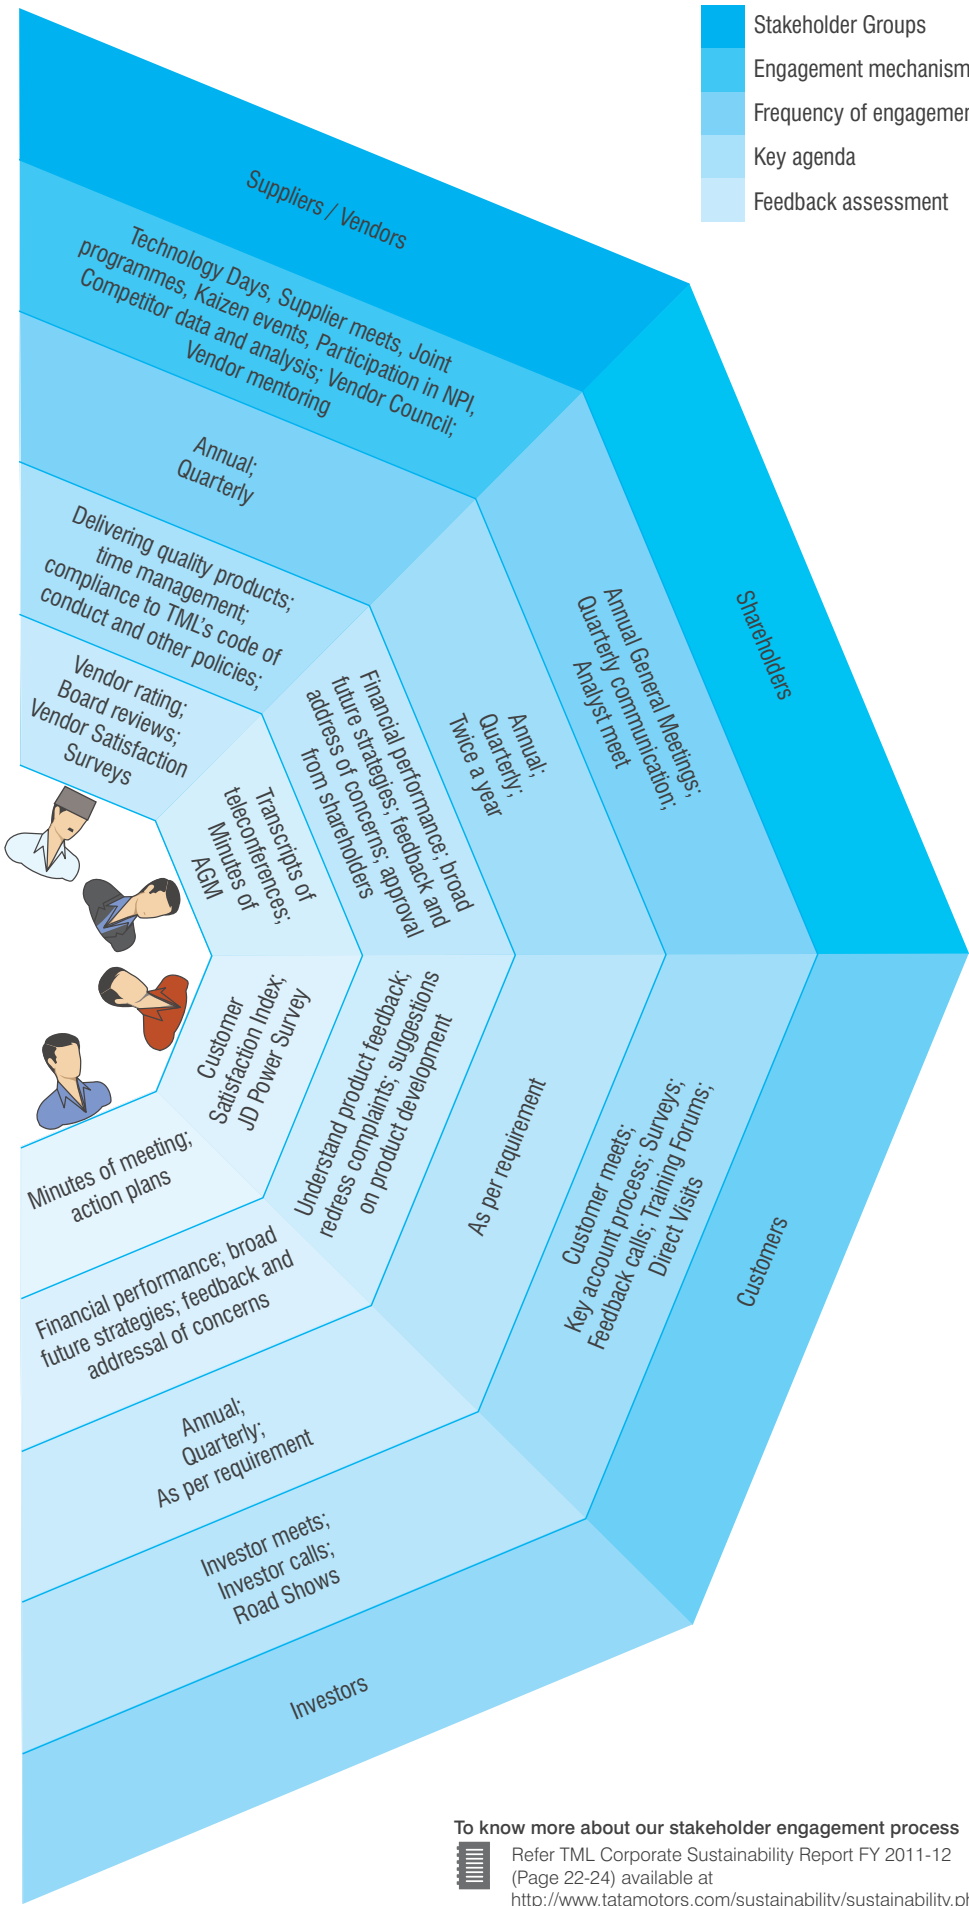 Stakeholder Groups
Engagement mechanism
Frequency of engagemen
Key agenda
Feedback assessment
Suppliers / Vendors
Technology Days, Supplier meets, Joint
programmes, Kaizen events, Participation in NPI,
Competitor data and analysis; Vendor Council;
Vendor mentoring
Annual;
Quarterly
Delivering quality products;
time management;
compliance to TML's code of
conduct and other policies;
Vendor rating;
Board reviews;
Vendor Satisfaction
Surveys
Shareholders
Annual General Meetings;
Quarterly communication;
Analyst meet
Annual;
Quarterly;
Twice a year
Financial performance; broad
future strategies; feedback and
address of concerns; approval
from shareholders
Transcripts of
teleconferences;
Minutes of
AGM
Customers
Customer meets;
Key account process; Surveys;
Feedback calls; Training Forums;
Direct Visits
As per requirement
Understand product feedback;
redress complaints; suggestions
on product development
Customer
Satisfaction Index;
JD Power Survey
Minutes of meeting;
action plans
Financial performance; broad
future strategies; feedback and
addressal of concerns
Annual;
Quarterly;
As per requirement
Investor meets;
Investor calls;
Road Shows
Investors
To know more about our stakeholder engagement process
Refer TML Corporate Sustainability Report FY 2011-12
(Page 22-24) available at
http://www.tatamotors.com/sustainability/sustainability.ph